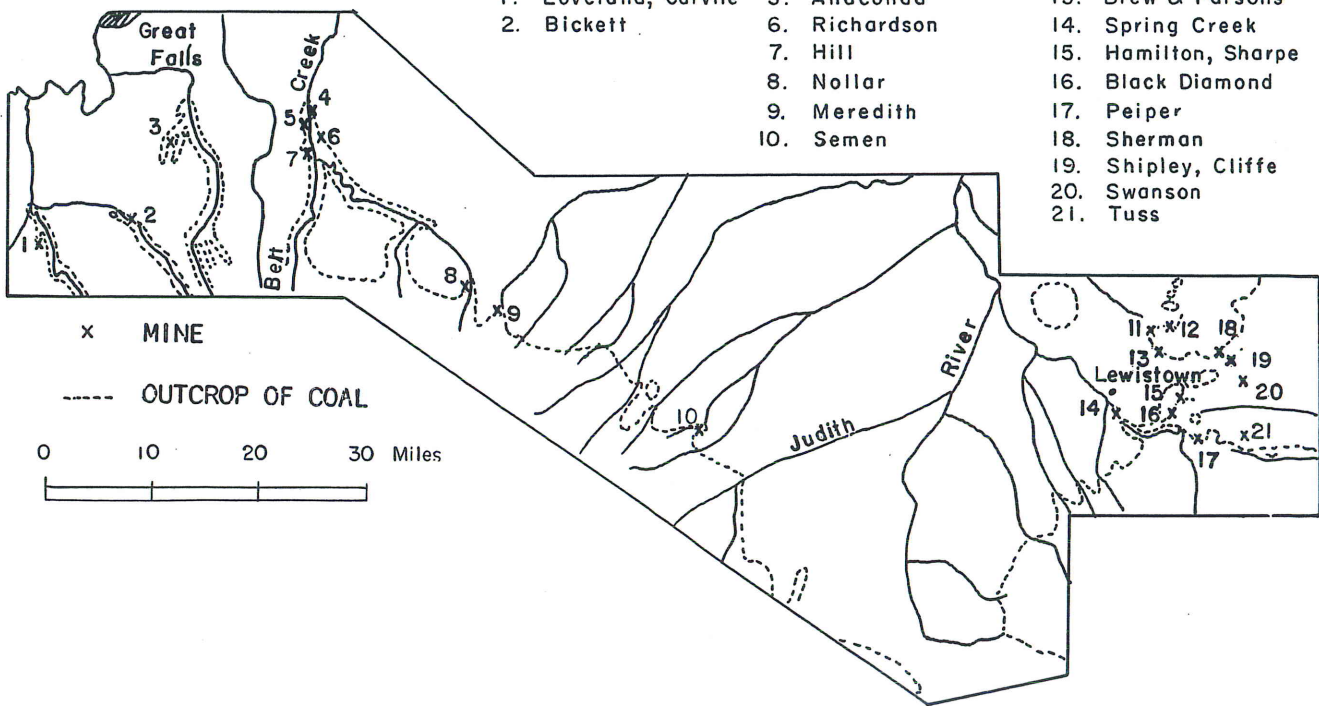 2. Bickett
6. Richardson
7. Hill
8. Nollar
9. Meredith
10. Semen
14. Spring Creek
15. Hamilton, Sharpe
16. Black Diamond
17. Peiper
18. Sherman
19. Shipley, Cliffe
20. Swanson
21. Tuss
Great
Falls
Belt
Creek
Judith
River
Lewistown
1
2
3
4
5
6
7
8
9
10
11
12
13
14
15
16
17
18
19
20
21
x MINE
---- OUTCROP OF COAL
0 10 20 30 Miles